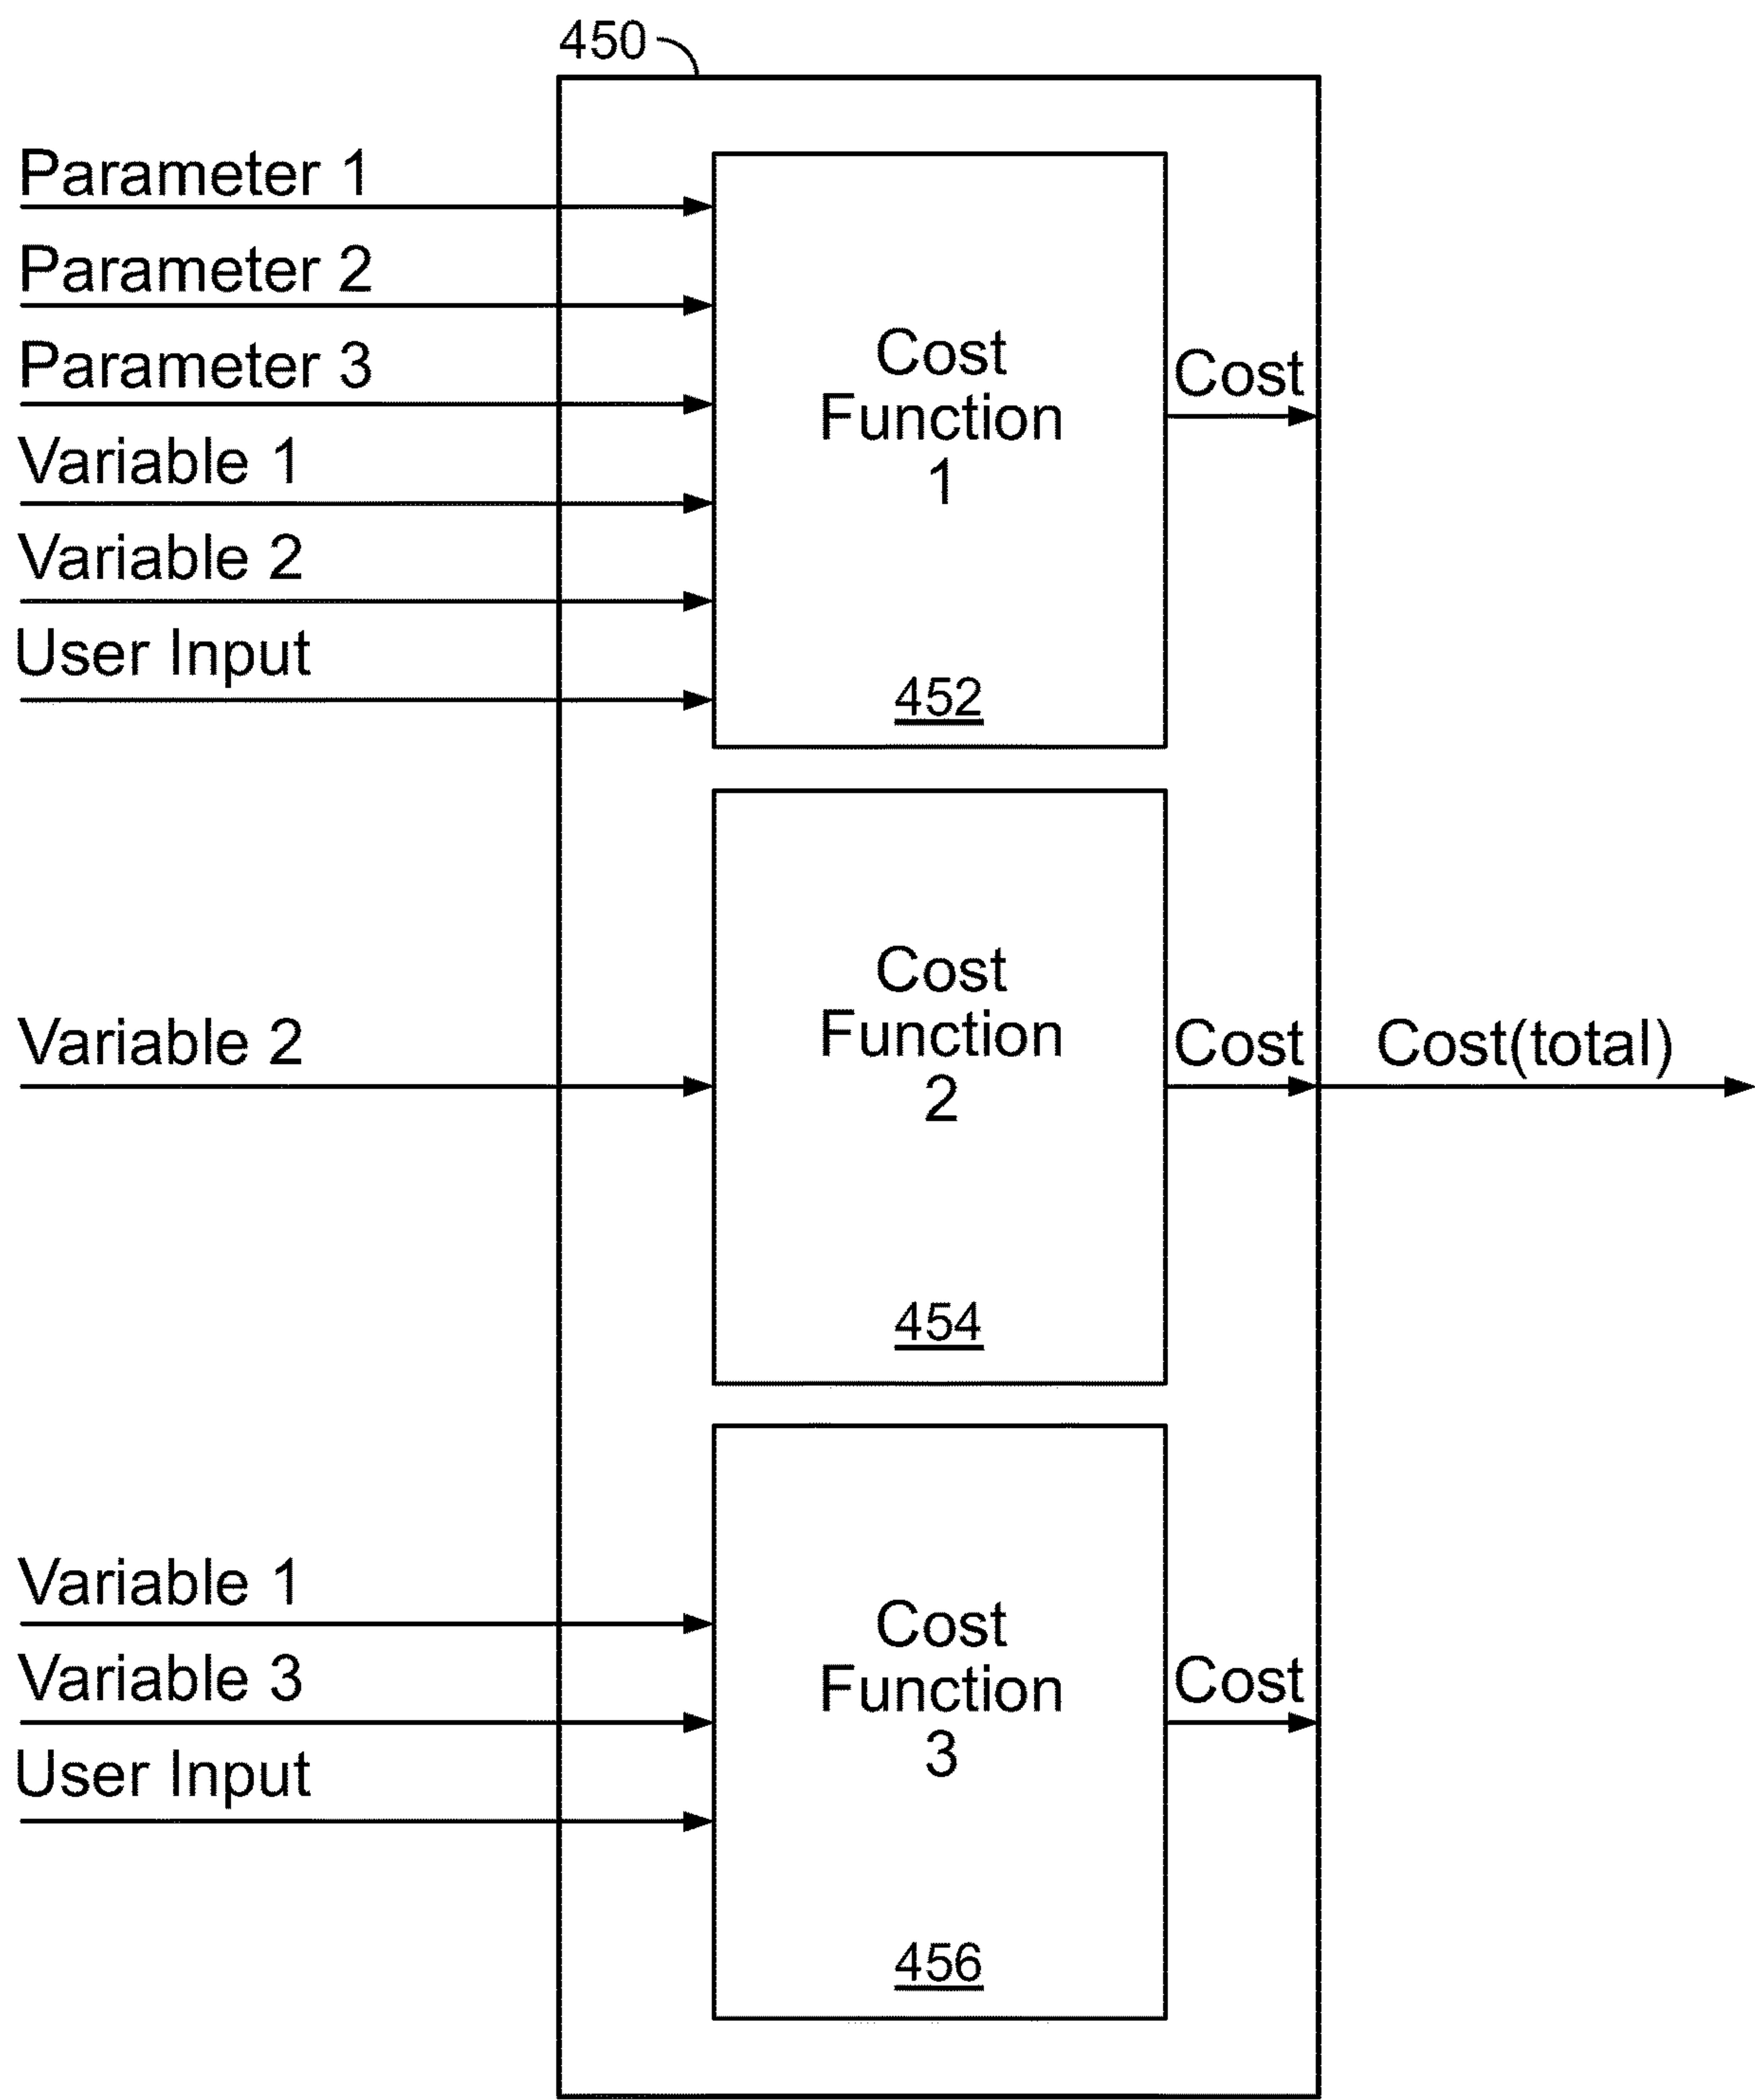 450
Parameter 1
Parameter 2
Parameter 3
Variable 1
Variable 2
User Input
Cost
Function
1
452
Cost
Variable 2
Cost
Function
2
454
Cost
Cost(total)
Variable 1
Variable 3
User Input
Cost
Function
3
456
Cost